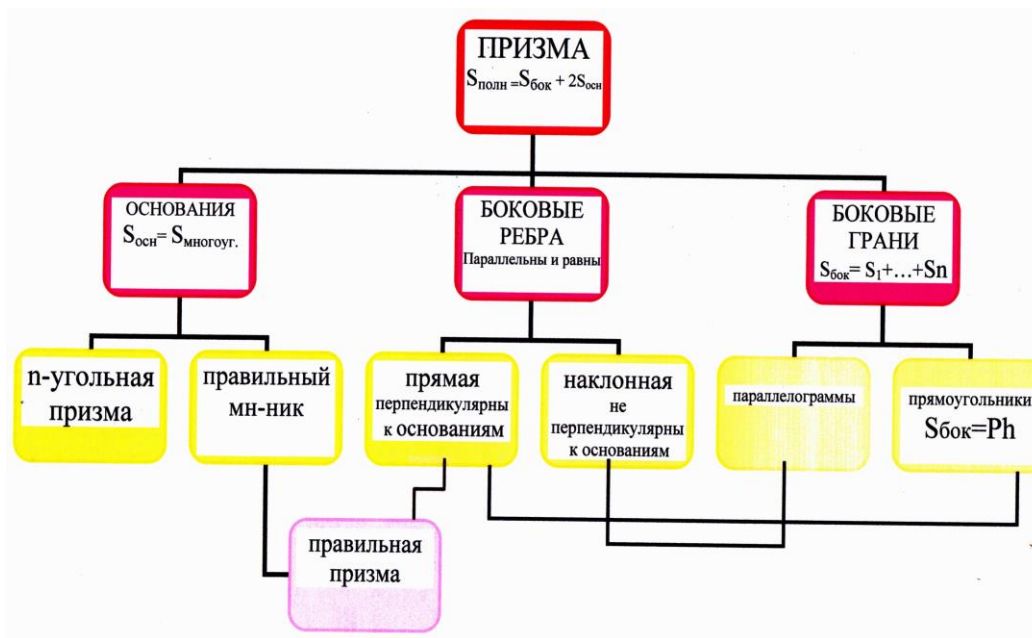 ПРИЗМА
Sполн =Sбок + 2Sосн
ОСНОВАНИЯ
Sосн= Sмногоуг.
БОКОВЫЕ
РЕБРА
Параллельны и равны
БОКОВЫЕ
ГРАНИ
Sбок= S1+…+Sn
n-угольная
призма
правильный
мн-ник
прямая
перпендикулярны
к основаниям
наклонная
не
перпендикулярны
к основаниям
параллелограммы
прямоугольники
Sбок=Ph
правильная
призма